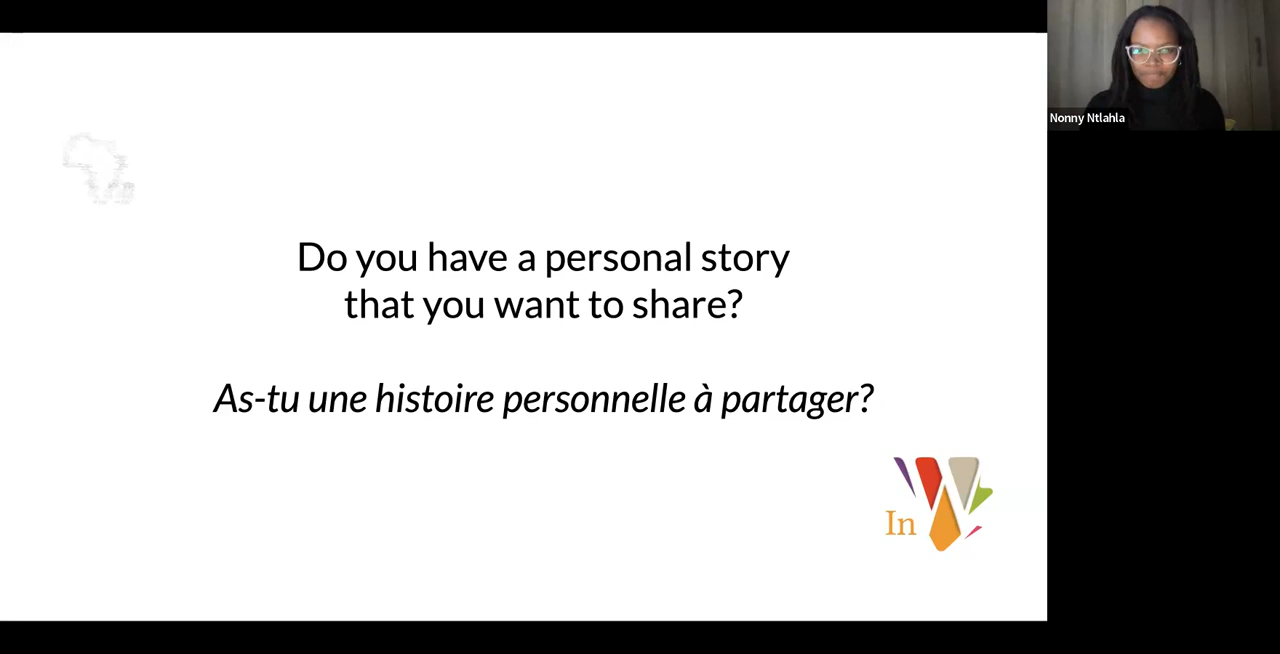 Do you have a personal story
that you want to share?
As-tu une histoire personnelle à partager?
In W
Nonny Ntlahla